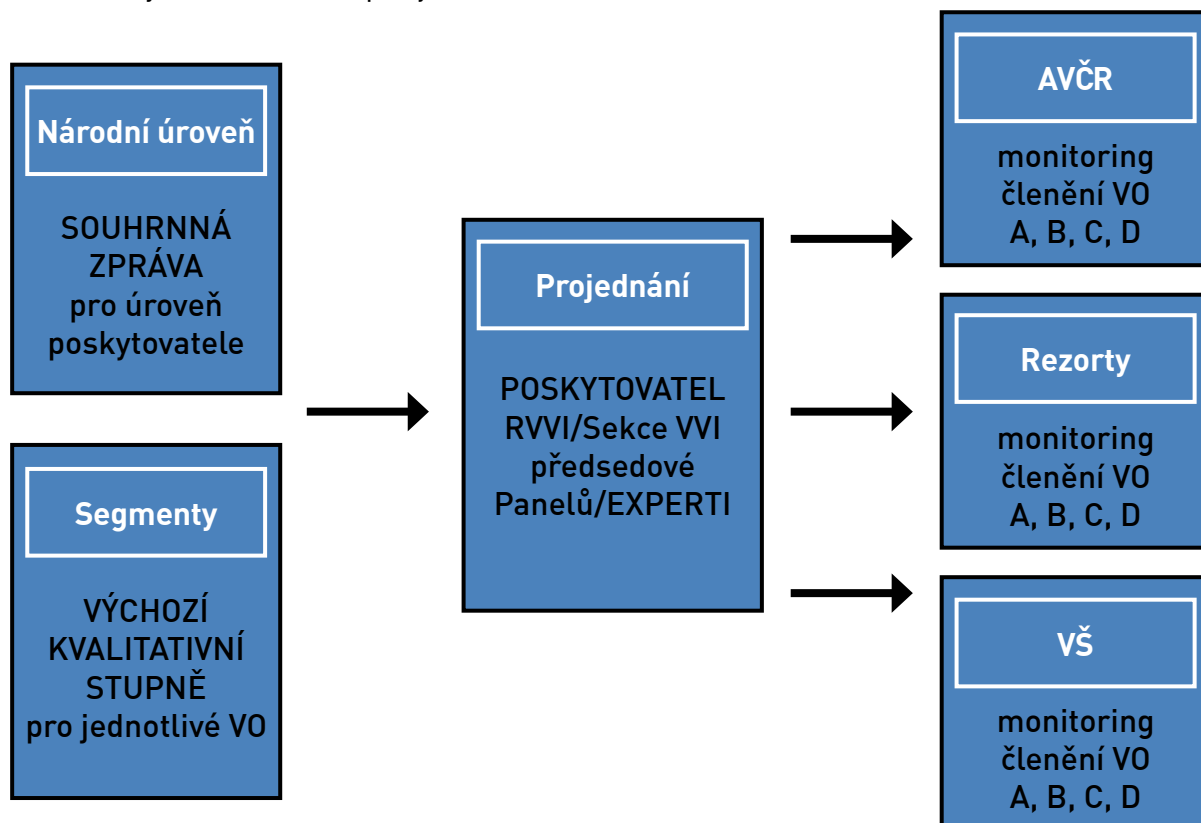 Národní úroveň
SOUHRNNÁ
ZPRÁVA
pro úroveň
poskytovatele
Segmenty
VÝCHOZÍ
KVALITATIVNÍ
STUPNĚ
pro jednotlivé VO
Projednání
POSKYTOVATEL
RVVI/Sekce VVI
předsedové
Panelů/EXPERTI
AVČR
monitoring
členění VO
A, B, C, D
Rezorty
monitoring
členění VO
A, B, C, D
VŠ
monitoring
členění VO
A, B, C, D